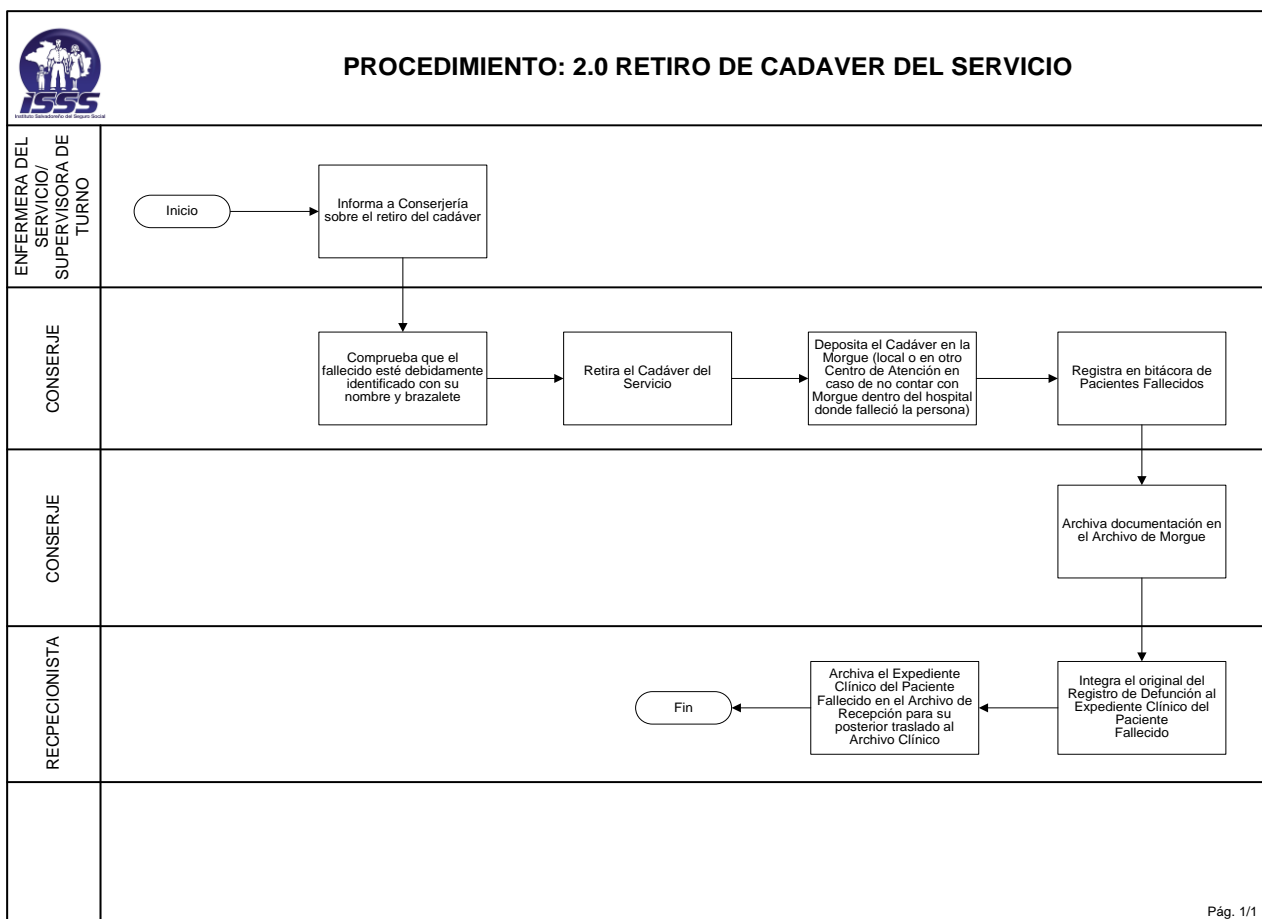 PROCEDIMIENTO: 2.0 RETIRO DE CADAVER DEL SERVICIO
ISSS
Instituto Salvadoreño del Seguro Social
ENFERMERA DEL
SERVICIO/
SUPERVISORA DE
TURNO
Inicio
Informa a Conserjería
sobre el retiro del cadáver
CONSERJE
Comprueba que el
fallecido esté debidamente
identificado con su
nombre y brazalete
Retira el Cadáver del
Servicio
Deposita el Cadáver en la
Morgue (local o en otro
Centro de Atención en
caso de no contar con
Morgue dentro del hospital
donde falleció la persona)
Registra en bitácora de
Pacientes Fallecidos
CONSERJE
Archiva documentación en
el Archivo de Morgue
RECPECIONISTA
Integra el original del
Registro de Defunción al
Expediente Clínico del
Paciente
Fallecido
Archiva el Expediente
Clínico del Paciente
Fallecido en el Archivo de
Recepción para su
posterior traslado al
Archivo Clínico
Fin
Pág. 1/1